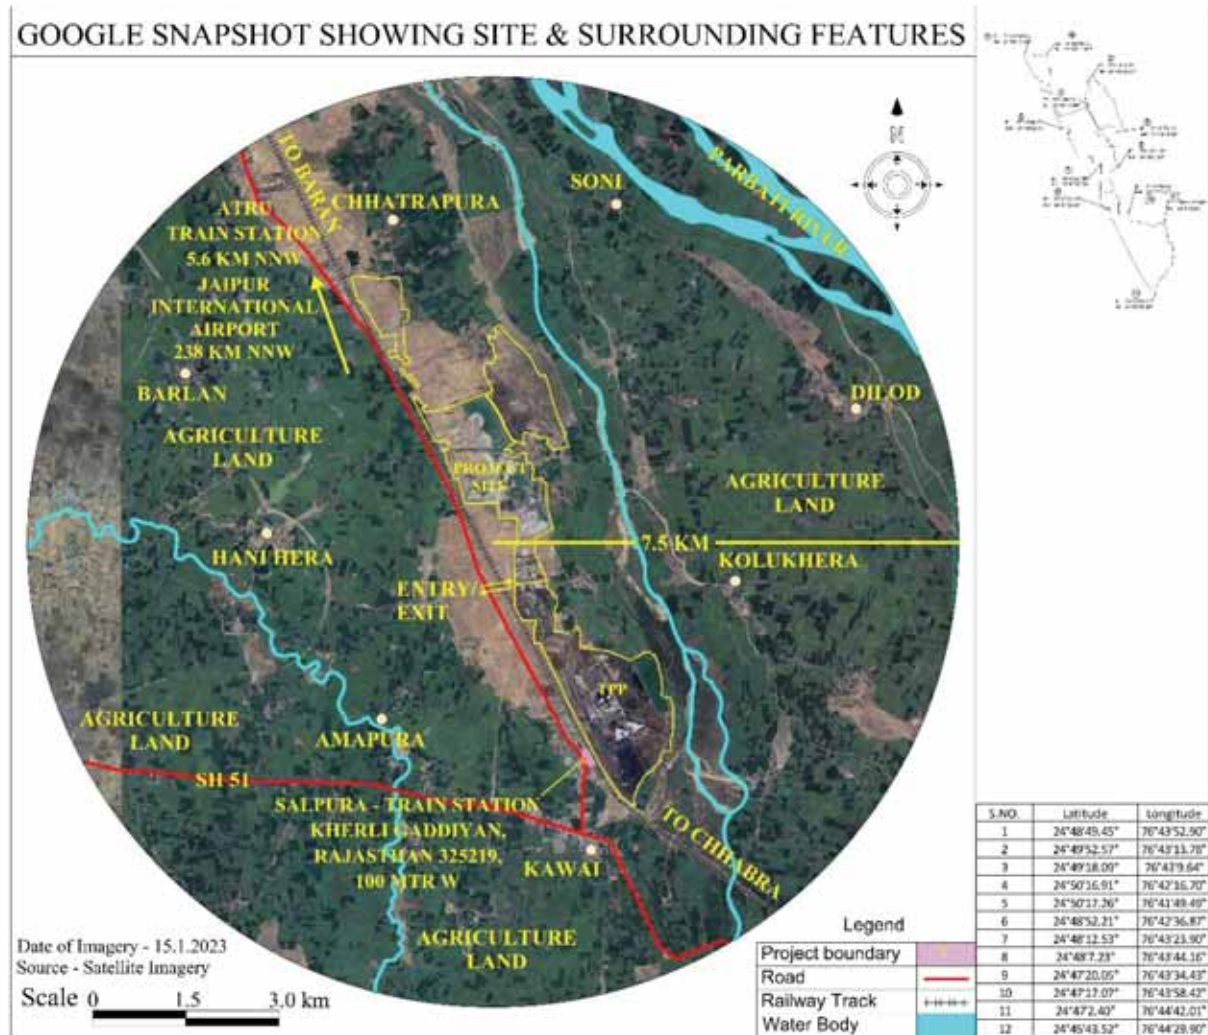 GOOGLE SNAPSHOT SHOWING SITE & SURROUNDING FEATURES
TO BARAN
CHHATRAPURA
SONI
PARBATI RIVER
ATRU
TRAIN STATION
5.6 KM NNW
JAIPUR
INTERNATIONAL
AIRPORT
238 KM NNW
BARLAN
DILOD
AGRICULTURE
LAND
PROJECT
SITE
AGRICULTURE
LAND
HANI HERA
7.5 KM
KOLUKHERA
ENTRY/
EXIT
TPP
AGRICULTURE
LAND
AMAPURA
SH 51
SALPURA - TRAIN STATION
KHERLI GADDIYAN,
RAJASTHAN 325219,
100 MTR W
KAWAI
TO CHHABRA
AGRICULTURE
LAND
Date of Imagery - 15.1.2023
Source - Satellite Imagery
Scale 0 1.5 3.0 km
Legend
Project boundary
Road
Railway Track
Water Body
S.NO. Latitude Longitude
1 24°48'49.45" 76°43'52.90"
2 24°49'52.57" 76°43'13.78"
3 24°49'18.09" 76°43'9.64"
4 24°50'16.91" 76°42'16.70"
5 24°50'17.26" 76°41'49.49"
6 24°48'52.21" 76°42'36.87"
7 24°48'12.53" 76°43'23.90"
8 24°48'7.23" 76°43'44.16"
9 24°47'20.05" 76°43'34.43"
10 24°47'17.07" 76°43'58.42"
11 24°47'2.40" 76°44'42.01"
12 24°45'43.52" 76°44'29.90"